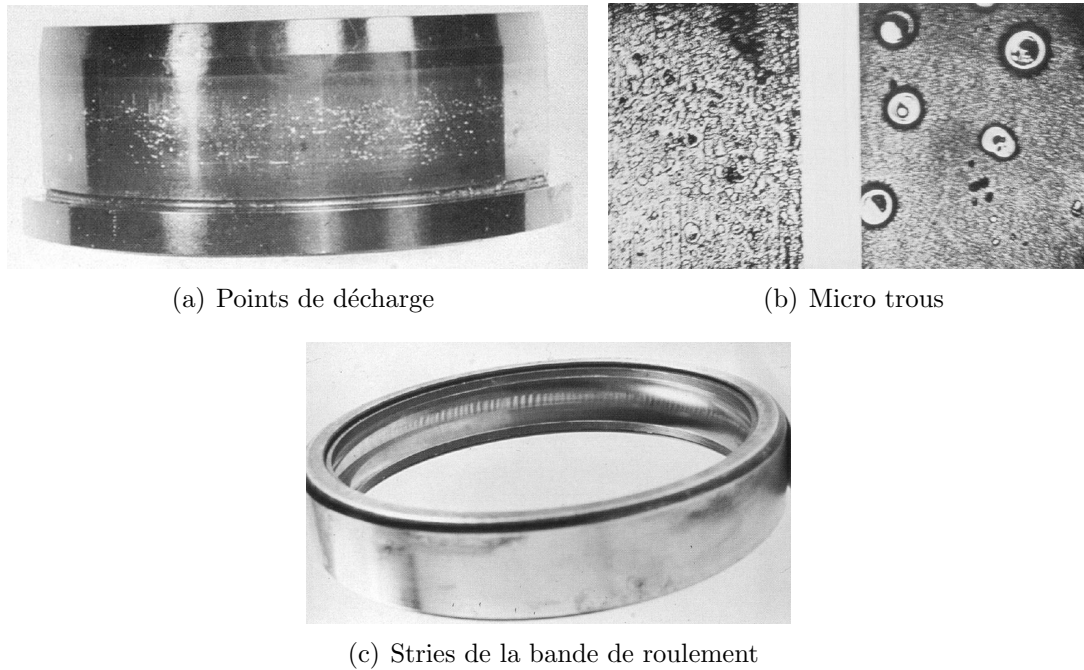 (a) Points de décharge
(b) Micro trous
(c) Stries de la bande de roulement